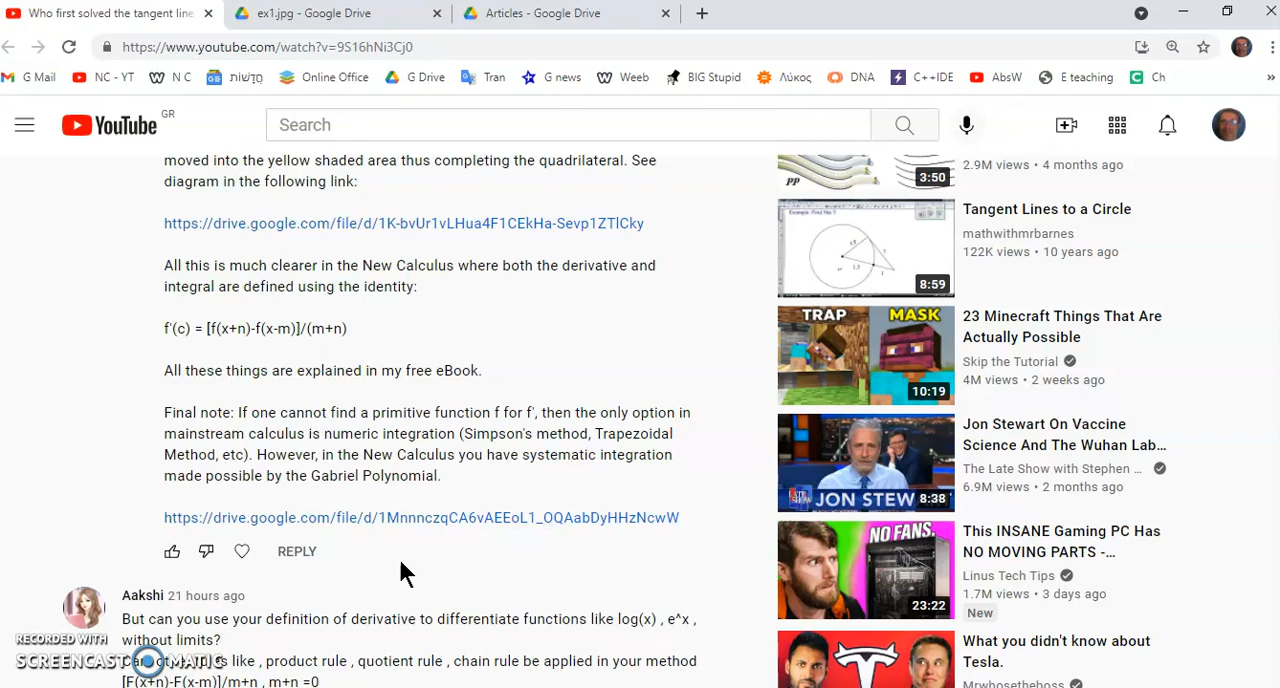 Who first solved the tangent line
ex1.jpg - Google Drive
Articles - Google Drive
https://www.youtube.com/watch?v=9S16hNi3Cj0
G Mail
NC - YT
N C
חֲדָשׁוֹת
Online Office
G Drive
Tran
G news
Weeb
BIG Stupid
Λύκος
DNA
C++IDE
AbsW
E teaching
Ch
»
YouTube GR
Search
moved into the yellow shaded area thus completing the quadrilateral. See
diagram in the following link:
https://drive.google.com/file/d/1K-bvUr1vLHua4F1CEkHa-Sevp1ZTlCky
All this is much clearer in the New Calculus where both the derivative and
integral are defined using the identity:
f'(c) = [f(x+n)-f(x-m)]/(m+n)
All these things are explained in my free eBook.
Final note: If one cannot find a primitive function f for f', then the only option in
mainstream calculus is numeric integration (Simpson's method, Trapezoidal
Method, etc). However, in the New Calculus you have systematic integration
made possible by the Gabriel Polynomial.
https://drive.google.com/file/d/1MnnnczqCA6vAEEoL1_OQAabDyHHzNcwW
REPLY
Aakshi 21 hours ago
But can you use your definition of derivative to differentiate functions like log(x) , e^x ,
without limits?
like , product rule , quotient rule , chain rule be applied in your method
[F(x+n)-F(x-m)]/m+n , m+n =0
RECORDED WITH
SCREENCAST MATIC
pp
3:50
2.9M views • 4 months ago
8:59
Tangent Lines to a Circle
mathwithmrbarnes
122K views • 10 years ago
TRAP
MASK
10:19
23 Minecraft Things That Are
Actually Possible
Skip the Tutorial
4M views • 2 weeks ago
JON STEW
8:38
Jon Stewart On Vaccine
Science And The Wuhan Lab…
The Late Show with Stephen …
6.9M views • 2 months ago
NO FANS.
23:22
This INSANE Gaming PC Has
NO MOVING PARTS -…
Linus Tech Tips
1.7M views • 3 days ago
New
What you didn't know about
Tesla.
Mrwhosetheboss